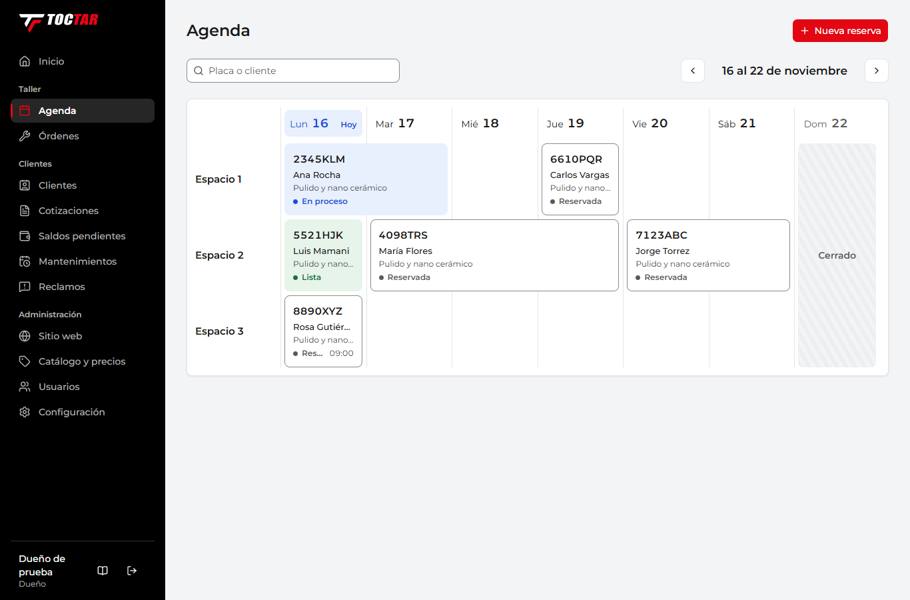 TOCTAR
Inicio
Taller
Agenda
Órdenes
Clientes
Clientes
Cotizaciones
Saldos pendientes
Mantenimientos
Reclamos
Administración
Sitio web
Catálogo y precios
Usuarios
Configuración
Dueño de
prueba
Dueño
Agenda
+ Nueva reserva
Placa o cliente
16 al 22 de noviembre
Lun 16 Hoy
Mar 17
Mié 18
Jue 19
Vie 20
Sáb 21
Dom 22
Espacio 1
2345KLM
Ana Rocha
Pulido y nano cerámico
En proceso
6610PQR
Carlos Vargas
Pulido y nano...
Reservada
Espacio 2
5521HJK
Luis Mamani
Pulido y nano...
Lista
4098TRS
María Flores
Pulido y nano cerámico
Reservada
7123ABC
Jorge Torrez
Pulido y nano cerámico
Reservada
Cerrado
Espacio 3
8890XYZ
Rosa Gutiér...
Pulido y nano...
Res... 09:00